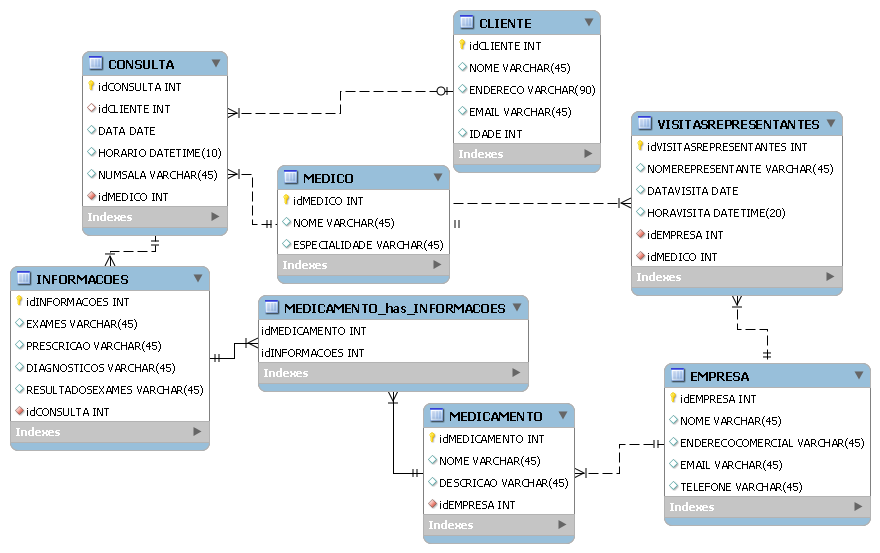 CLIENTE
idCLIENTE INT
NOME VARCHAR(45)
ENDERECO VARCHAR(90)
EMAIL VARCHAR(45)
IDADE INT
Indexes
CONSULTA
idCONSULTA INT
idCLIENTE INT
DATA DATE
HORARIO DATETIME(10)
NUMSALA VARCHAR(45)
idMEDICO INT
Indexes
VISITASREPRESENTANTES
idVISITASREPRESENTANTES INT
NOMEREPRESENTANTE VARCHAR(45)
DATAVISITA DATE
HORAVISITA DATETIME(20)
idEMPRESA INT
idMEDICO INT
Indexes
MEDICO
idMEDICO INT
NOME VARCHAR(45)
ESPECIALIDADE VARCHAR(45)
Indexes
INFORMACOES
idINFORMACOES INT
EXAMES VARCHAR(45)
PRESCRICAO VARCHAR(45)
DIAGNOSTICOS VARCHAR(45)
RESULTADOSEXAMES VARCHAR(45)
idCONSULTA INT
Indexes
MEDICAMENTO_has_INFORMACOES
idMEDICAMENTO INT
idINFORMACOES INT
Indexes
MEDICAMENTO
idMEDICAMENTO INT
NOME VARCHAR(45)
DESCRICAO VARCHAR(45)
idEMPRESA INT
Indexes
EMPRESA
idEMPRESA INT
NOME VARCHAR(45)
ENDERECOCOMERCIAL VARCHAR(45)
EMAIL VARCHAR(45)
TELEFONE VARCHAR(45)
Indexes